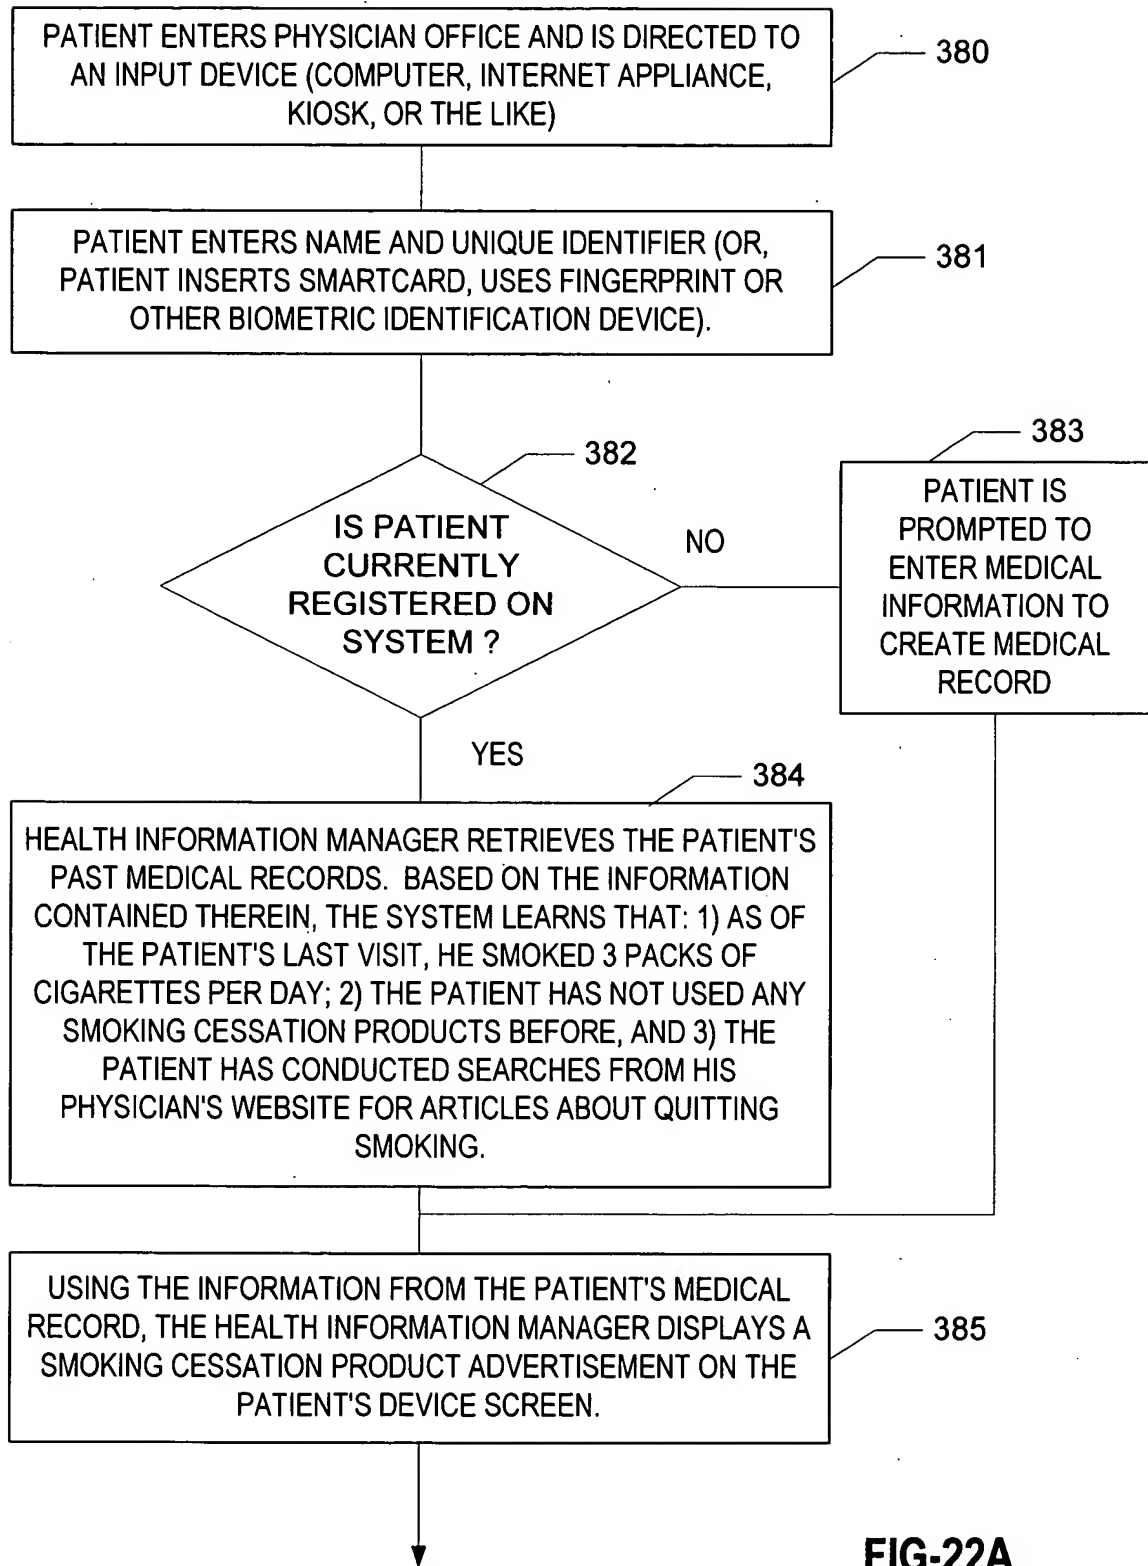 PATIENT ENTERS PHYSICIAN OFFICE AND IS DIRECTED TO
AN INPUT DEVICE (COMPUTER, INTERNET APPLIANCE,
KIOSK, OR THE LIKE)
380
PATIENT ENTERS NAME AND UNIQUE IDENTIFIER (OR,
PATIENT INSERTS SMARTCARD, USES FINGERPRINT OR
OTHER BIOMETRIC IDENTIFICATION DEVICE).
381
382
IS PATIENT
CURRENTLY
REGISTERED ON
SYSTEM ?
NO
383
PATIENT IS
PROMPTED TO
ENTER MEDICAL
INFORMATION TO
CREATE MEDICAL
RECORD
YES
384
HEALTH INFORMATION MANAGER RETRIEVES THE PATIENT'S
PAST MEDICAL RECORDS. BASED ON THE INFORMATION
CONTAINED THEREIN, THE SYSTEM LEARNS THAT: 1) AS OF
THE PATIENT'S LAST VISIT, HE SMOKED 3 PACKS OF
CIGARETTES PER DAY; 2) THE PATIENT HAS NOT USED ANY
SMOKING CESSATION PRODUCTS BEFORE, AND 3) THE
PATIENT HAS CONDUCTED SEARCHES FROM HIS
PHYSICIAN'S WEBSITE FOR ARTICLES ABOUT QUITTING
SMOKING.
USING THE INFORMATION FROM THE PATIENT'S MEDICAL
RECORD, THE HEALTH INFORMATION MANAGER DISPLAYS A
SMOKING CESSATION PRODUCT ADVERTISEMENT ON THE
PATIENT'S DEVICE SCREEN.
385
FIG-22A